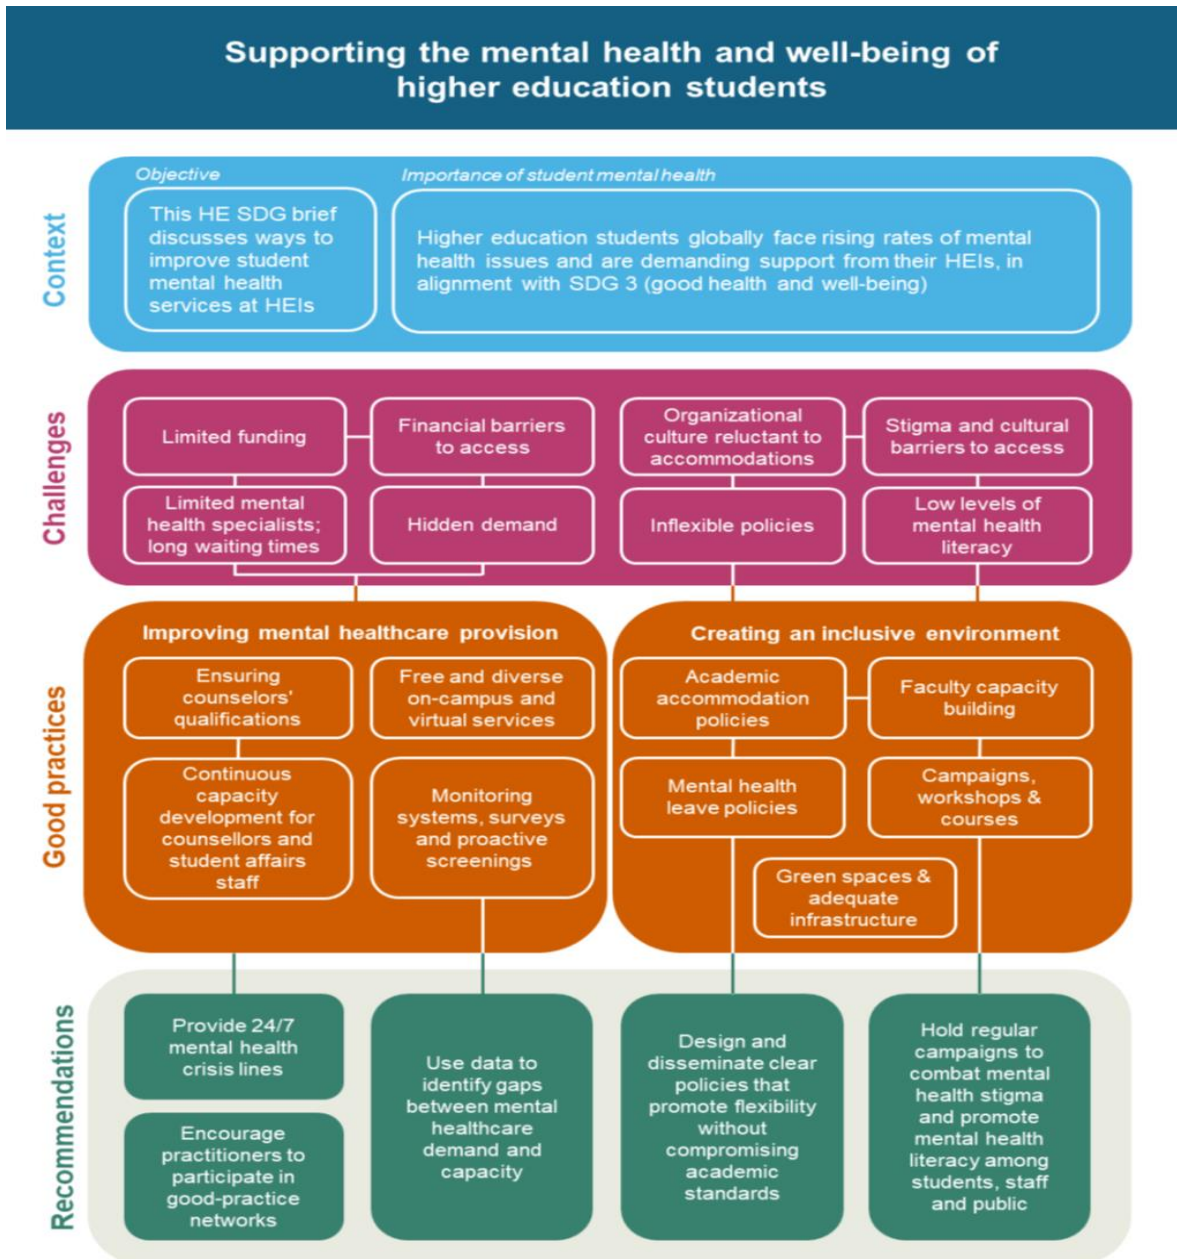 Supporting the mental health and well-being of
higher education students
Context
Objective
This HE SDG brief
discusses ways to
improve student
mental health
services at HEIs
Importance of student mental health
Higher education students globally face rising rates of mental
health issues and are demanding support from their HEIs, in
alignment with SDG 3 (good health and well-being)
Challenges
Limited funding
Financial barriers
to access
Organizational
culture reluctant to
accommodations
Stigma and cultural
barriers to access
Limited mental
health specialists;
long waiting times
Hidden demand
Inflexible policies
Low levels of
mental health
literacy
Good practices
Improving mental healthcare provision
Ensuring
counselors'
qualifications
Free and diverse
on-campus and
virtual services
Continuous
capacity
development for
counsellors and
student affairs
staff
Monitoring
systems, surveys
and proactive
screenings
Creating an inclusive environment
Academic
accommodation
policies
Faculty capacity
building
Mental health
leave policies
Campaigns,
workshops &
courses
Green spaces &
adequate
infrastructure
Recommendations
Provide 24/7
mental health
crisis lines
Encourage
practitioners to
participate in
good-practice
networks
Use data to
identify gaps
between mental
healthcare
demand and
capacity
Design and
disseminate clear
policies that
promote flexibility
without
compromising
academic
standards
Hold regular
campaigns to
combat mental
health stigma
and promote
mental health
literacy among
students, staff
and public